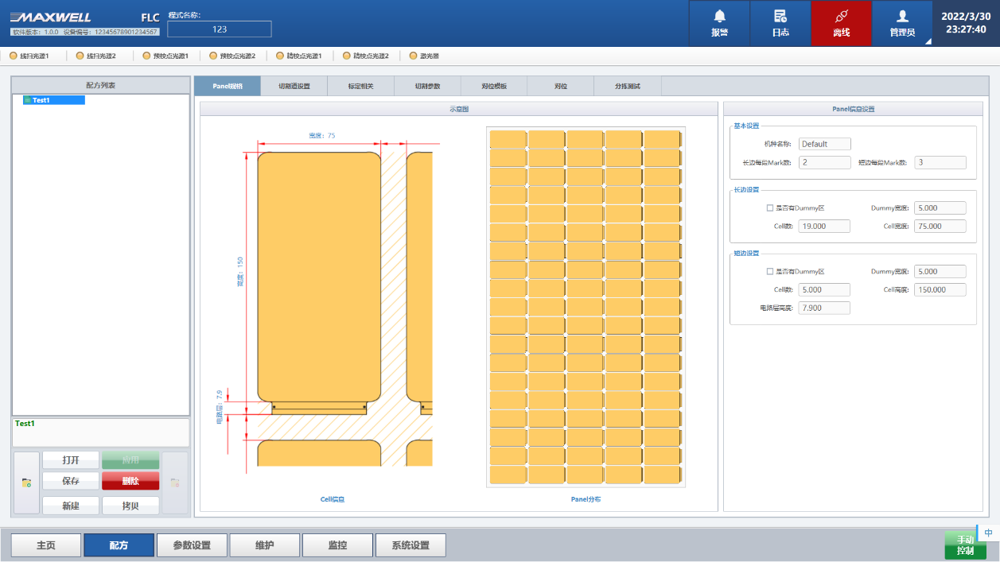 MAXWELL
FLC
程式名称:
123
软件版本: 1.0.0 设备编号: 12345678901234567
报警
日志
离线
管理员
2022/3/30
23:27:40
线扫光源1
线扫光源2
预校点光源1
预校点光源2
精校点光源1
精校点光源2
激光器
配方列表
Test1
Panel规格
切割道设置
标定相关
切割参数
对位模板
对位
分拣测试
示意图
宽度: 75
高度: 150
电路层: 7.9
Cell信息
Panel分布
Panel信息设置
基本设置
机种名称: Default
长边每段Mark数: 2 短边每段Mark数: 3
长边设置
是否有Dummy区 Dummy宽度: 5.000
Cell数: 19.000 Cell宽度: 75.000
短边设置
是否有Dummy区 Dummy宽度: 5.000
Cell数: 5.000 Cell高度: 150.000
电路层高度: 7.900
Test1
打开 应用
保存 删除
新建 拷贝
主页
配方
参数设置
维护
监控
系统设置
手动
控制
中